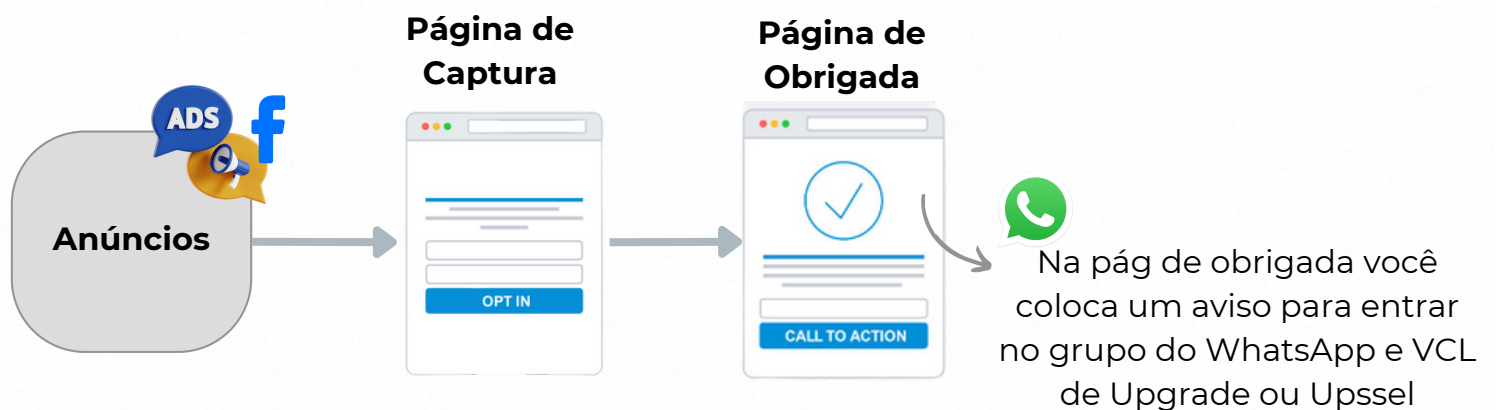 Página de
Captura
Página de
Obrigada
ADS
Anúncios
OPT IN
CALL TO ACTION
Na pág de obrigada você
coloca um aviso para entrar
no grupo do WhatsApp e VCL
de Upgrade ou Upssel